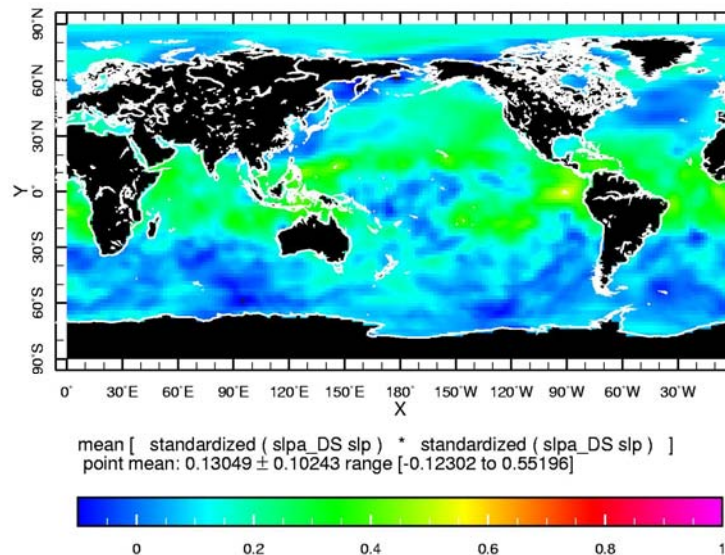 90°N
60°N
30°N
0°
30°S
60°S
90°S
Y
0° 30°E 60°E 90°E 120°E 150°E 180° 150°W 120°W 90°W 60°W 30°W
X
mean [ standardized ( slpa_DS slp ) * standardized ( slpa_DS slp ) ]
point mean: 0.13049 ± 0.10243 range [-0.12302 to 0.55196]
0 0.2 0.4 0.6 0.8 1